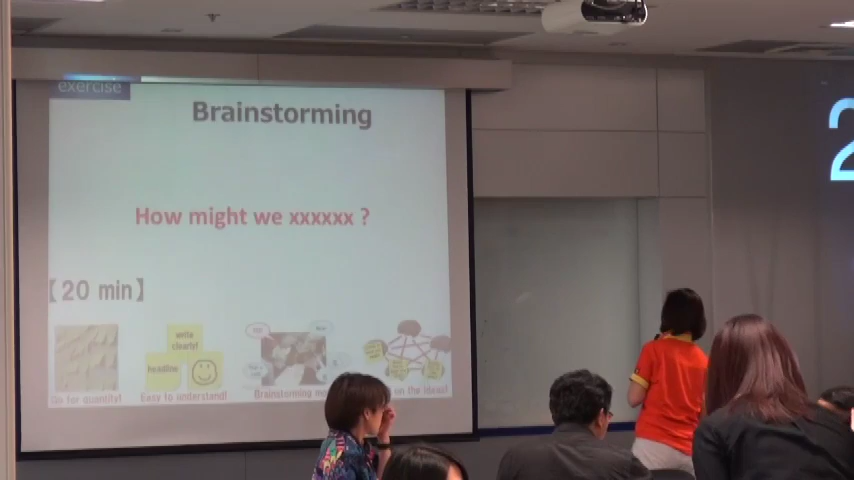 exercise
Brainstorming
How might we xxxxxx ?
【20 min】
write
clearly!
headline
Go for quantity!
Easy to understand!
Brainstorming
on the ideas!
2